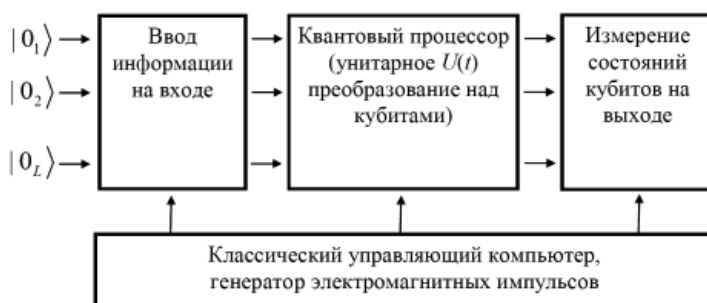 |0₁⟩
|0₂⟩
|0_L⟩
Ввод
информации
на входе
Квантовый процессор
(унитарное U(t)
преобразование над
кубитами)
Измерение
состояний
кубитов на
выходе
Классический управляющий компьютер,
генератор электромагнитных импульсов